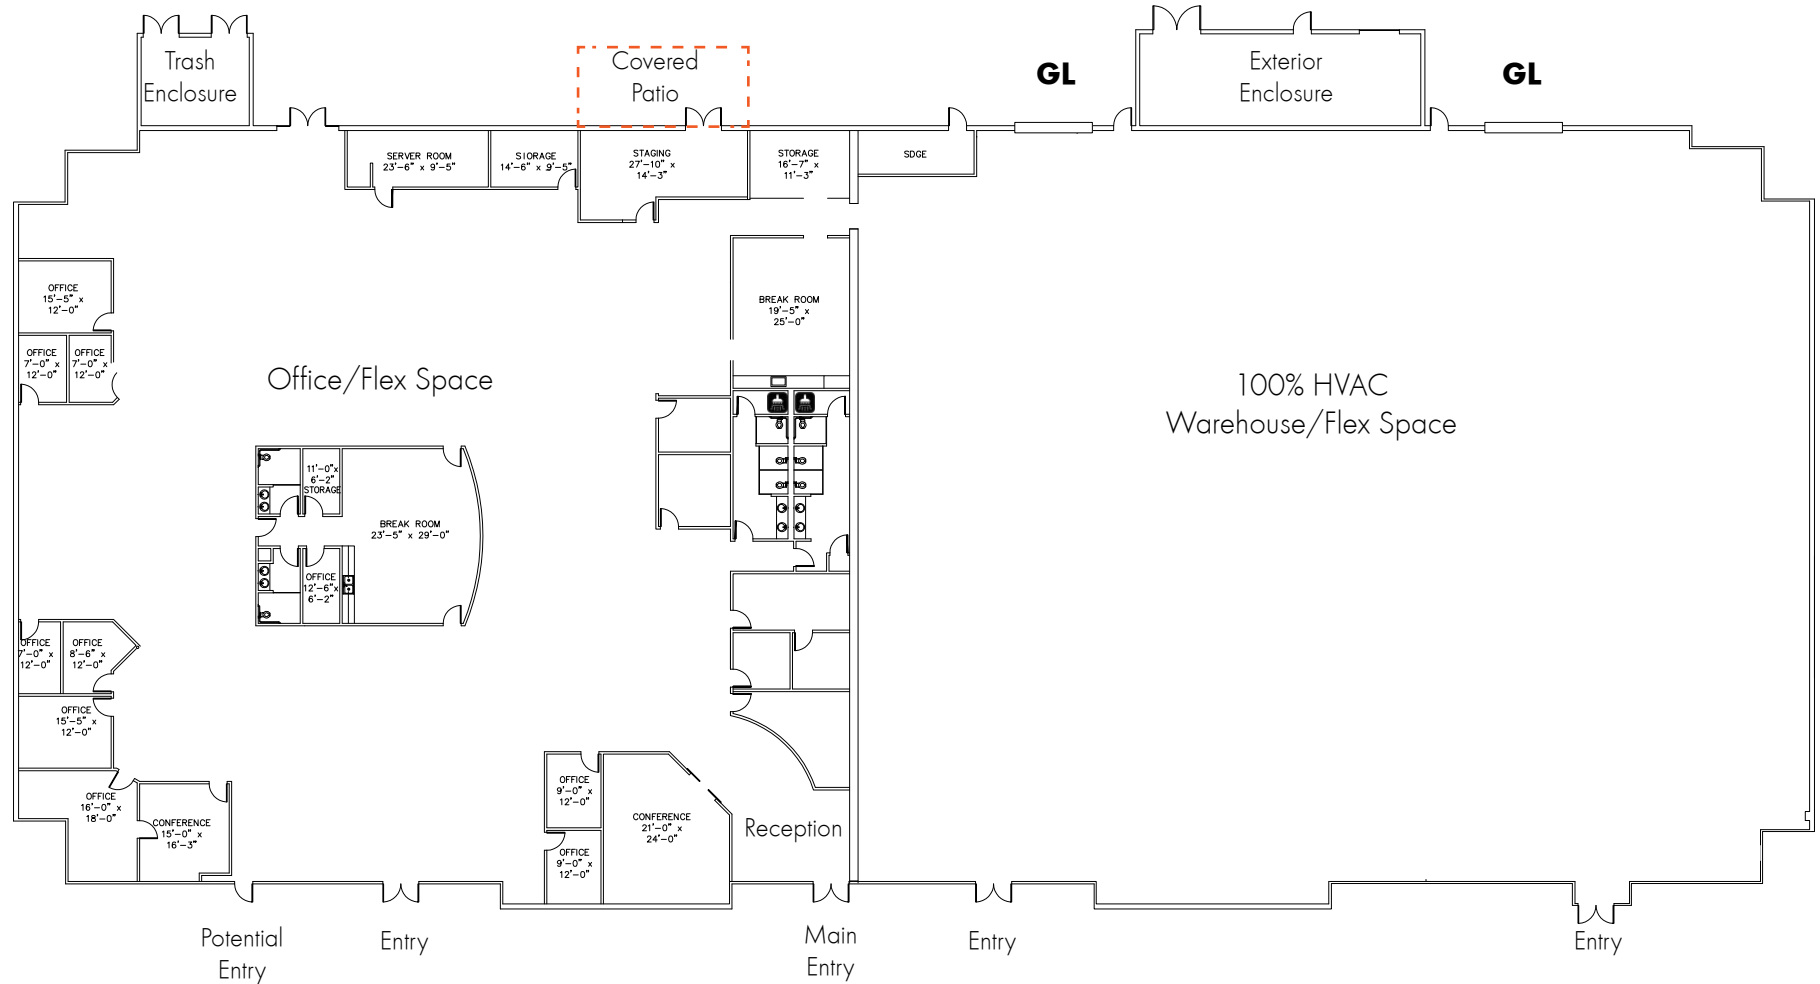 Trash
Enclosure
Covered
Patio
GL
Exterior
Enclosure
GL
SERVER ROOM
23'-6" x 9'-5"
SIORAGE
14'-6" x 9'-5"
STAGING
27'-10" x
14'-3"
STORAGE
16'-7" x
11'-3"
SDGE
OFFICE
15'-5" x
12'-0"
BREAK ROOM
19'-5" x
25'-0"
OFFICE
7'-0" x
12'-0"
OFFICE
7'-0" x
12'-0"
Office/Flex Space
100% HVAC
Warehouse/Flex Space
11'-0"x
6'-2"
STORAGE
BREAK ROOM
23'-5" x 29'-0"
OFFICE
12'-6"x
6'-2"
OFFICE
7'-0" x
12'-0"
OFFICE
8'-6" x
12'-0"
OFFICE
15'-5" x
12'-0"
OFFICE
16'-0" x
18'-0"
CONFERENCE
15'-0" x
16'-3"
OFFICE
9'-0" x
12'-0"
OFFICE
9'-0" x
12'-0"
CONFERENCE
21'-0" x
24'-0"
Reception
Potential
Entry
Entry
Main
Entry
Entry
Entry